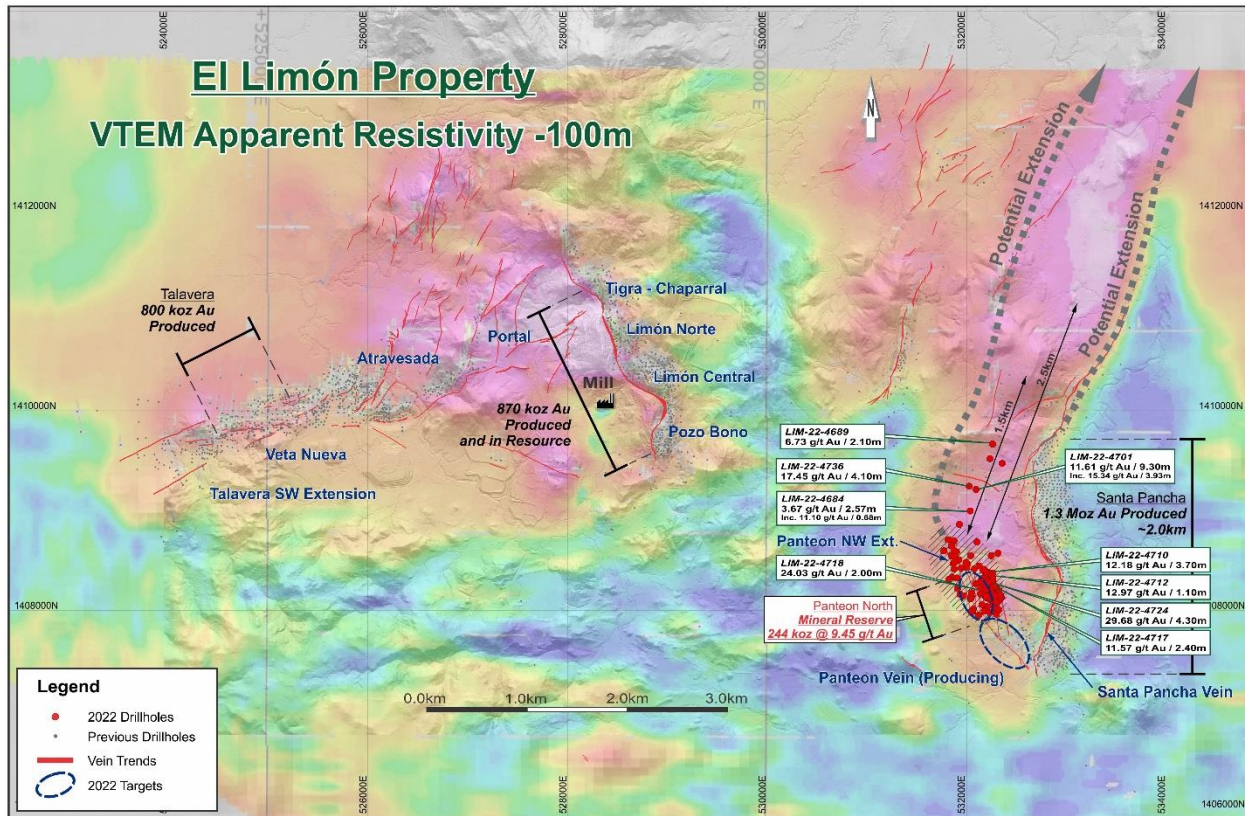 524000E
526000E
528000E
530000E
532000E
534000E
El Limón Property
VTEM Apparent Resistivity -100m
N
1412000N
1412000N
Potential Extension
Potential Extension
Talavera
800 koz Au
Produced
Tigra - Chaparral
Portal
Limón Norte
Atravesada
Limón Central
Mill
870 koz Au
Produced
and in Resource
Pozo Bono
1410000N
1410000N
Veta Nueva
Talavera SW Extension
1.5km
2.5km
LIM-22-4689
6.73 g/t Au / 2.10m
LIM-22-4736
17.45 g/t Au / 4.10m
LIM-22-4684
3.67 g/t Au / 2.57m
Inc. 11.10 g/t Au / 0.68m
Panteon NW Ext.
LIM-22-4718
24.03 g/t Au / 2.00m
LIM-22-4701
11.61 g/t Au / 9.30m
Inc. 15.34 g/t Au / 3.93m
Santa Pancha
1.3 Moz Au Produced
~2.0km
LIM-22-4710
12.18 g/t Au / 3.70m
LIM-22-4712
12.97 g/t Au / 1.10m
LIM-22-4724
29.68 g/t Au / 4.30m
LIM-22-4717
11.57 g/t Au / 2.40m
1408000N
08000N
Panteon North
Mineral Reserve
244 koz @ 9.45 g/t Au
Panteon Vein (Producing)
Santa Pancha Vein
0.0km
1.0km
2.0km
3.0km
Legend
2022 Drillholes
Previous Drillholes
Vein Trends
2022 Targets
526000E
528000E
530000E
532000E
534000E
1406000N